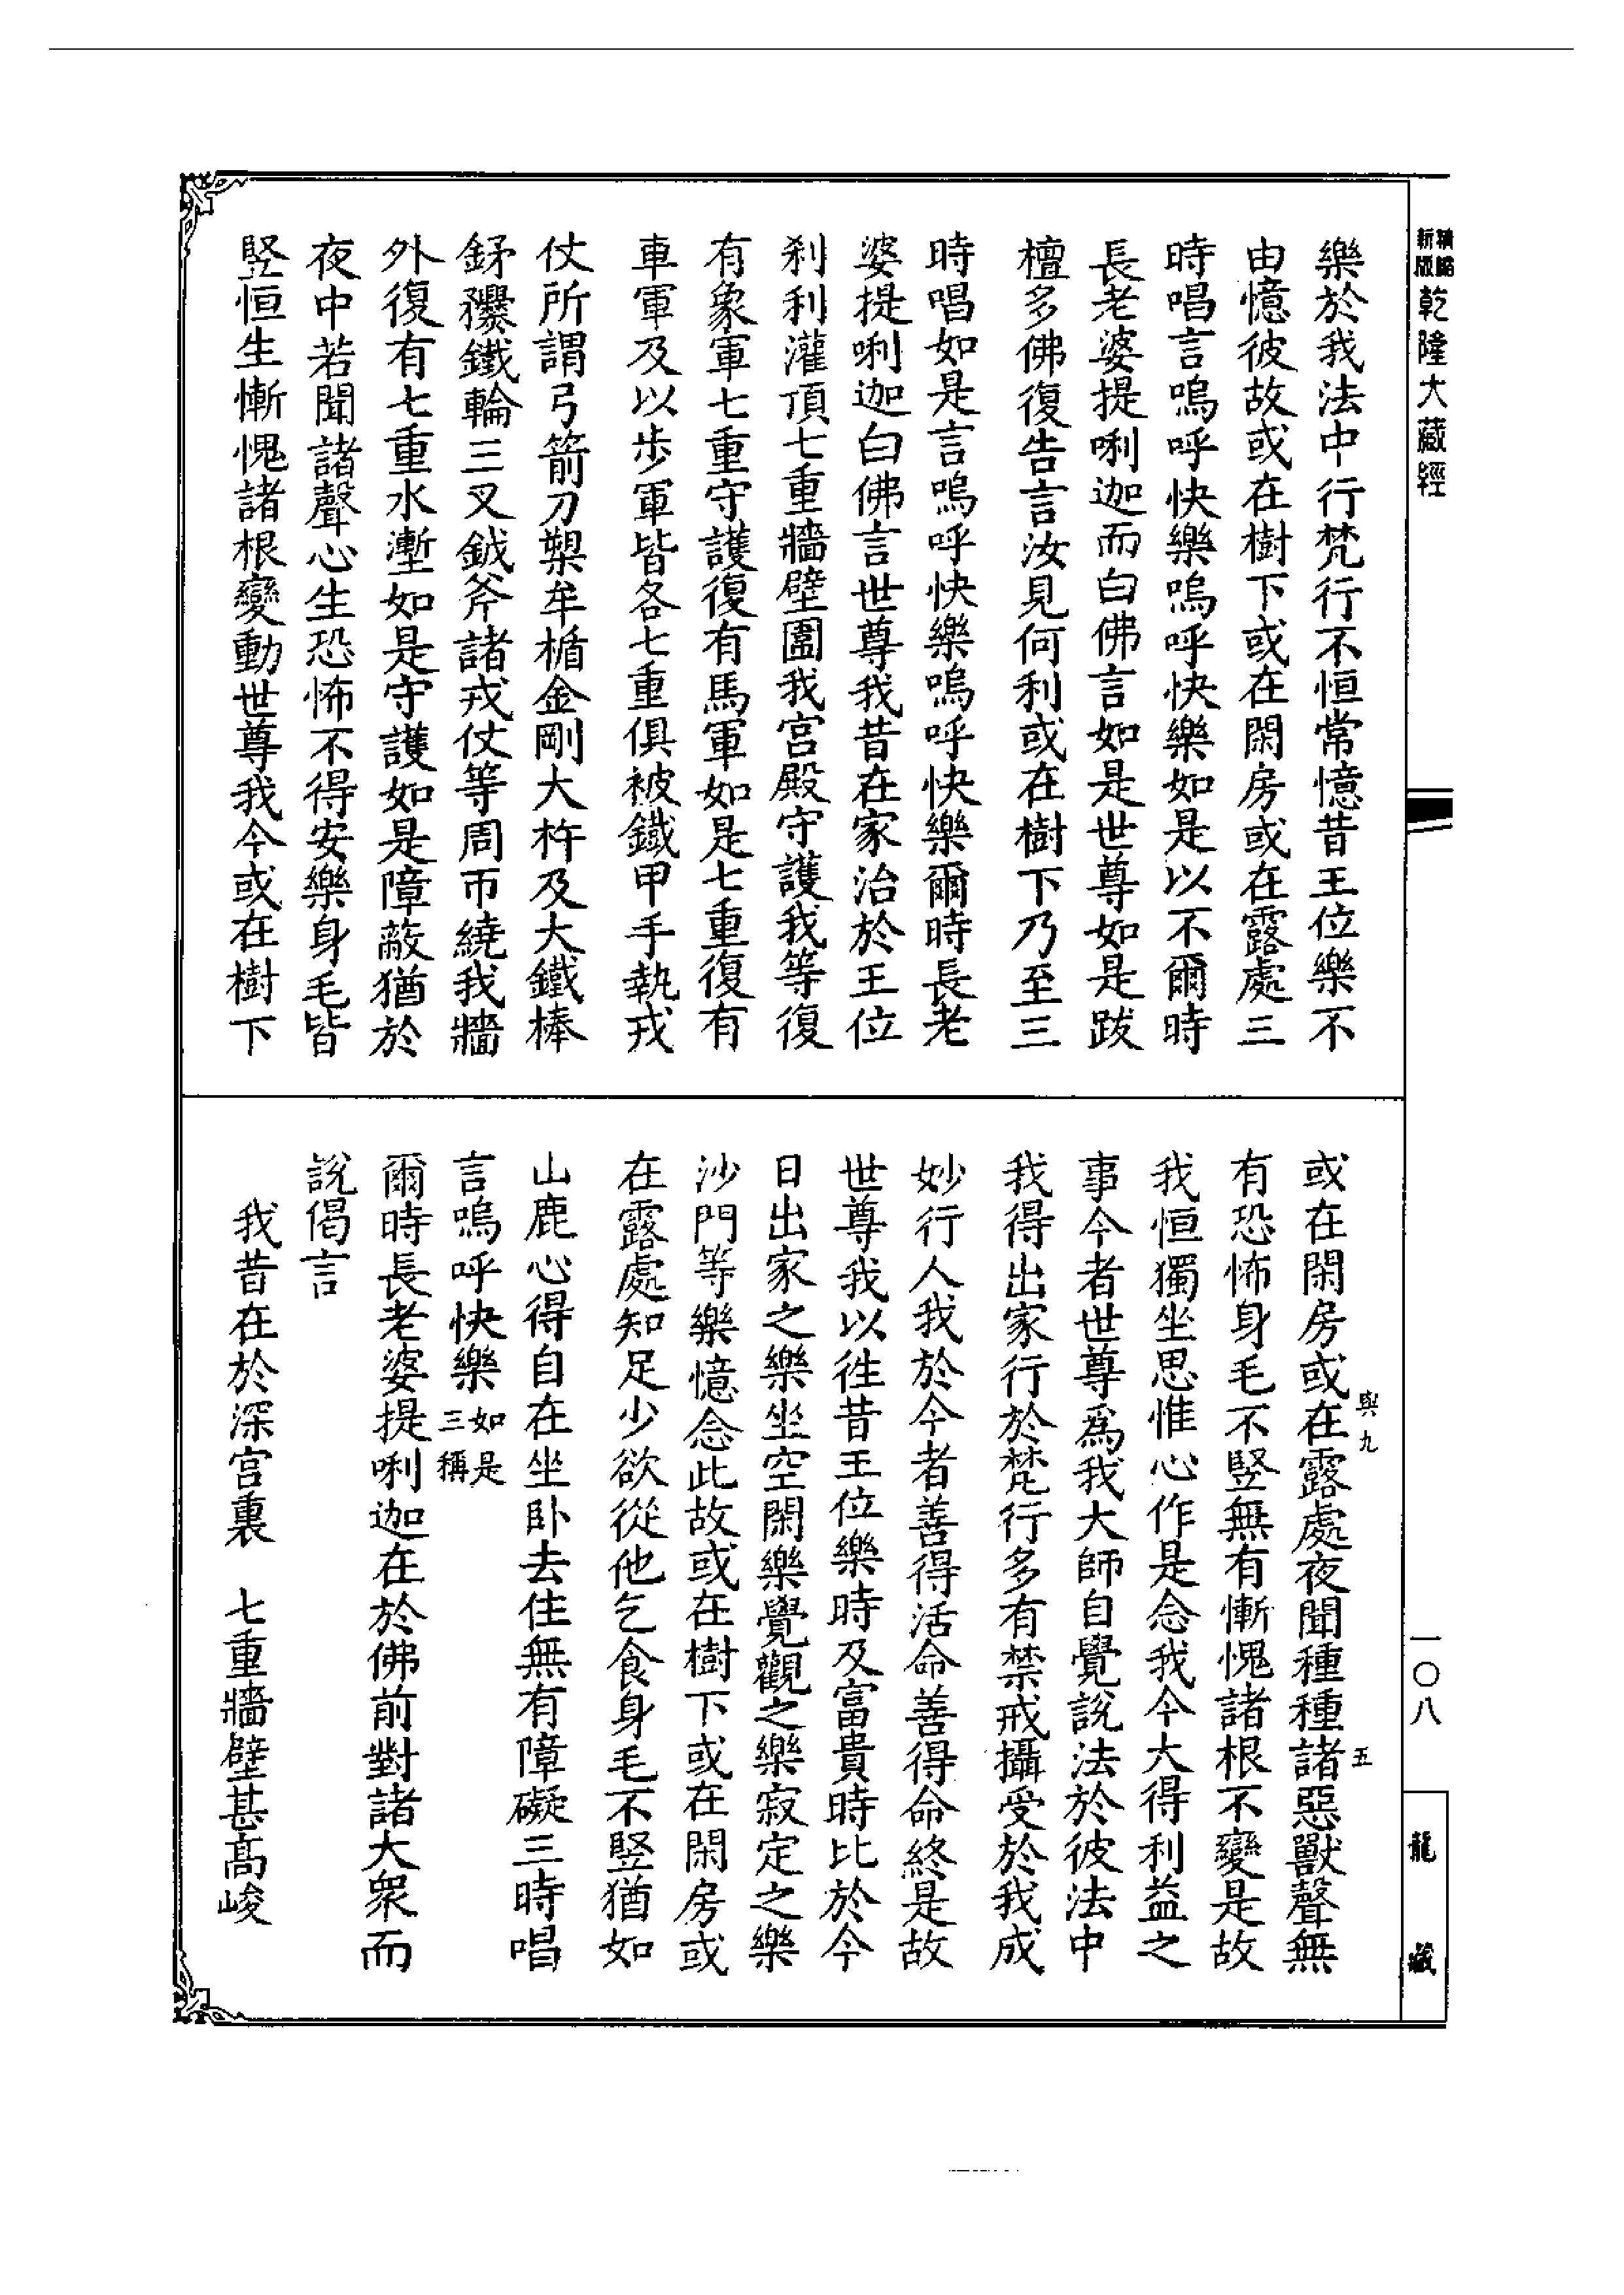 精縮
新版
乾隆大藏經
一〇八
龍藏
樂於我法中行梵行不恒常憶昔王位樂不
由憶彼故或在樹下或在閑房或在露處三
時唱言嗚呼快樂嗚呼快樂如是以不爾時
長老婆提唎迦而白佛言如是世尊如是跋
檀多佛復告言汝見何利或在樹下乃至三
時唱如是言嗚呼快樂嗚呼快樂爾時長老
婆提唎迦白佛言世尊我昔在家治於王位
剎利灌頂七重牆壁圍我宮殿守護我等復
有象軍七重守護復有馬軍如是七重復有
車軍及以步軍皆各七重俱被鐵甲手執戎
仗所謂弓箭刀槊牟楯金剛大杵及大鐵棒
鉾𥎞鐵輪三叉鉞斧諸戎仗等周帀繞我牆
外復有七重水塹如是守護如是障蔽猶於
夜中若聞諸聲心生恐怖不得安樂身毛皆
竪恒生慚愧諸根變動世尊我今或在樹下
與九
五
或在閑房或在露處夜聞種種諸惡獸聲無
有恐怖身毛不竪無有慚愧諸根不變是故
我恒獨坐思惟心作是念我今大得利益之
事今者世尊爲我大師自覺說法於彼法中
我得出家行於梵行多有禁戒攝受於我成
妙行人我於今者善得活命善得命終是故
世尊我以徃昔王位樂時及富貴時比於今
日出家之樂坐空閑樂覺觀之樂寂定之樂
沙門等樂憶念此故或在樹下或在閑房或
在露處知足少欲從他乞食身毛不竪猶如
山鹿心得自在坐卧去住無有障礙三時唱
言嗚呼快樂如是三稱
爾時長老婆提唎迦在於佛前對諸大衆而
說偈言
我昔在於深宮裏　七重牆壁甚高峻